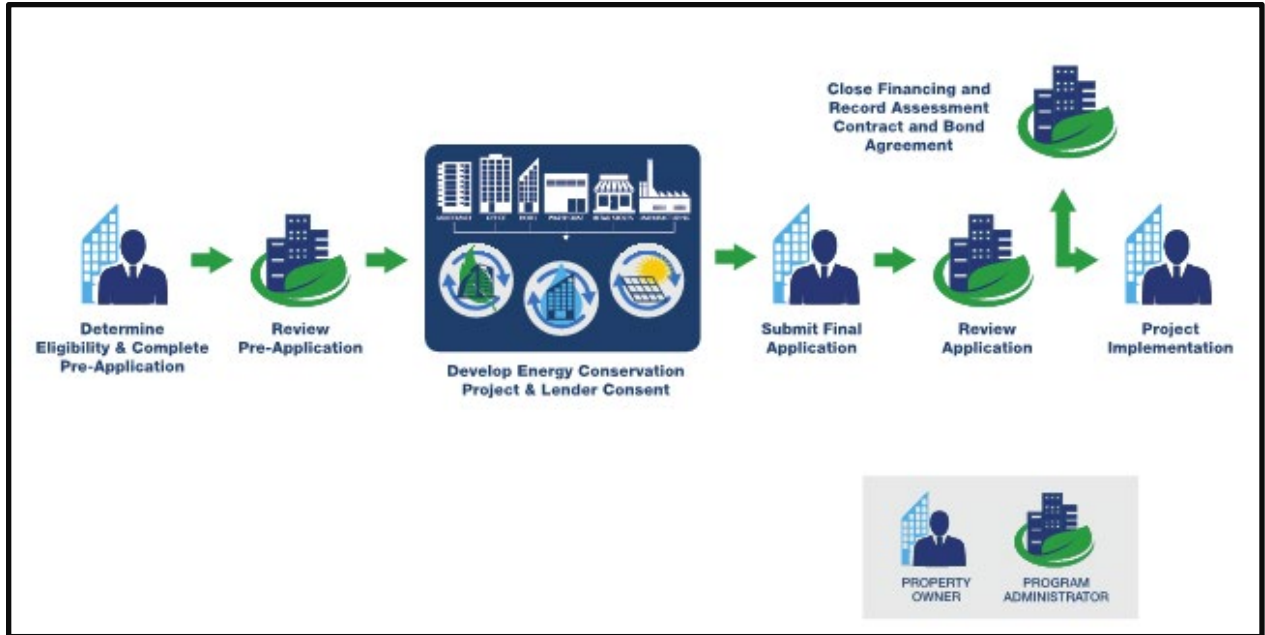 Close Financing and
Record Assessment
Contract and Bond
Agreement
Determine
Eligibility & Complete
Pre-Application
Review
Pre-Application
Develop Energy Conservation
Project & Lender Consent
Submit Final
Application
Review
Application
Project
Implementation
PROPERTY
OWNER
PROGRAM
ADMINISTRATOR